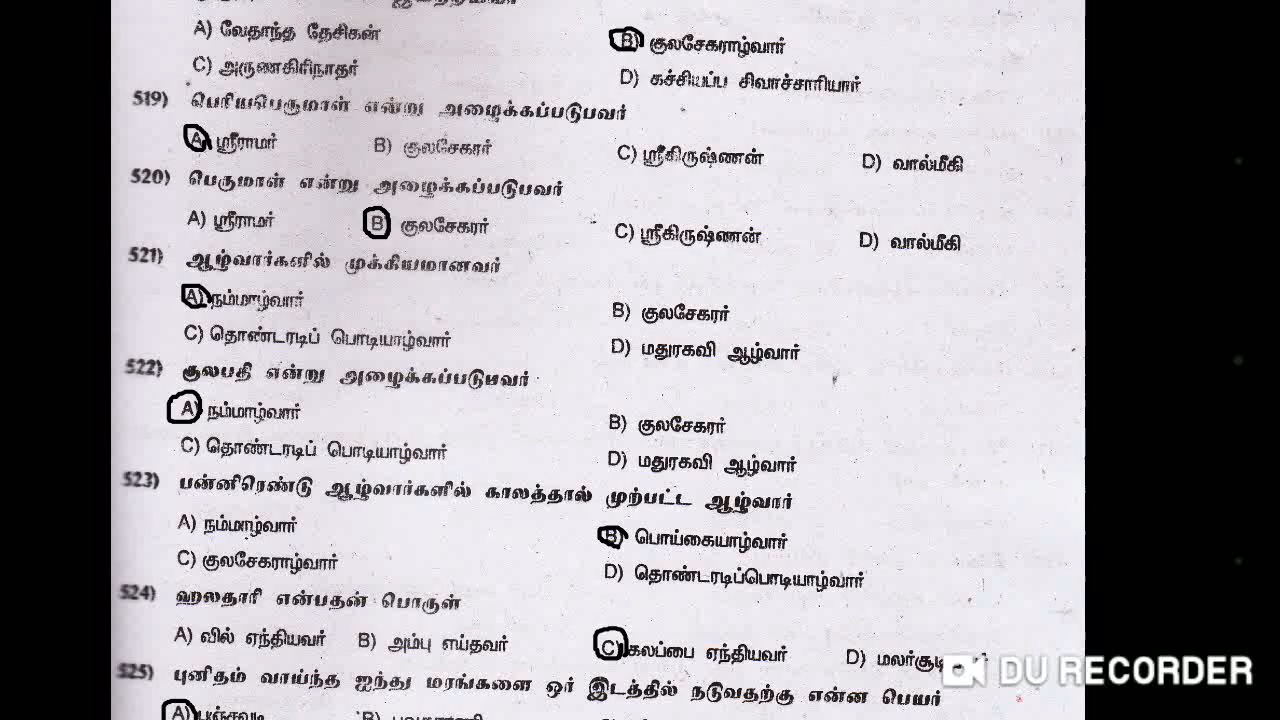 A) வேதாந்த தேசிகன் B) குலசேகராழ்வார்
C) அருணகிரிநாதர் D) கச்சியப்ப சிவாச்சாரியார்
519) பெரியபெருமாள் என்று அழைக்கப்படுபவர்
A) ஸ்ரீராமர் B) குலசேகரர் C) ஸ்ரீகிருஷ்ணன் D) வால்மீகி
520) பெருமாள் என்று அழைக்கப்படுபவர்
A) ஸ்ரீராமர் B) குலசேகரர் C) ஸ்ரீகிருஷ்ணன் D) வால்மீகி
521) ஆழ்வார்களில் முக்கியமானவர்
A) நம்மாழ்வார் B) குலசேகரர்
C) தொண்டரடிப் பொடியாழ்வார் D) மதுரகவி ஆழ்வார்
522) குலபதி என்று அழைக்கப்படுபவர்
A) நம்மாழ்வார் B) குலசேகரர்
C) தொண்டரடிப் பொடியாழ்வார் D) மதுரகவி ஆழ்வார்
523) பன்னிரெண்டு ஆழ்வார்களில் காலத்தால் முற்பட்ட ஆழ்வார்
A) நம்மாழ்வார் B) பொய்கையாழ்வார்
C) குலசேகராழ்வார் D) தொண்டரடிப்பொடியாழ்வார்
524) ஹலதாரி என்பதன் பொருள்
A) வில் ஏந்தியவர் B) அம்பு எய்தவர் C) கலப்பை ஏந்தியவர் D)
525) புனிதம் வாய்ந்த ஐந்து மரங்களை ஓர் இடத்தில் நடுவதற்கு என்ன பெயர்
A) பஞ்சவடி B)
DU RECORDER